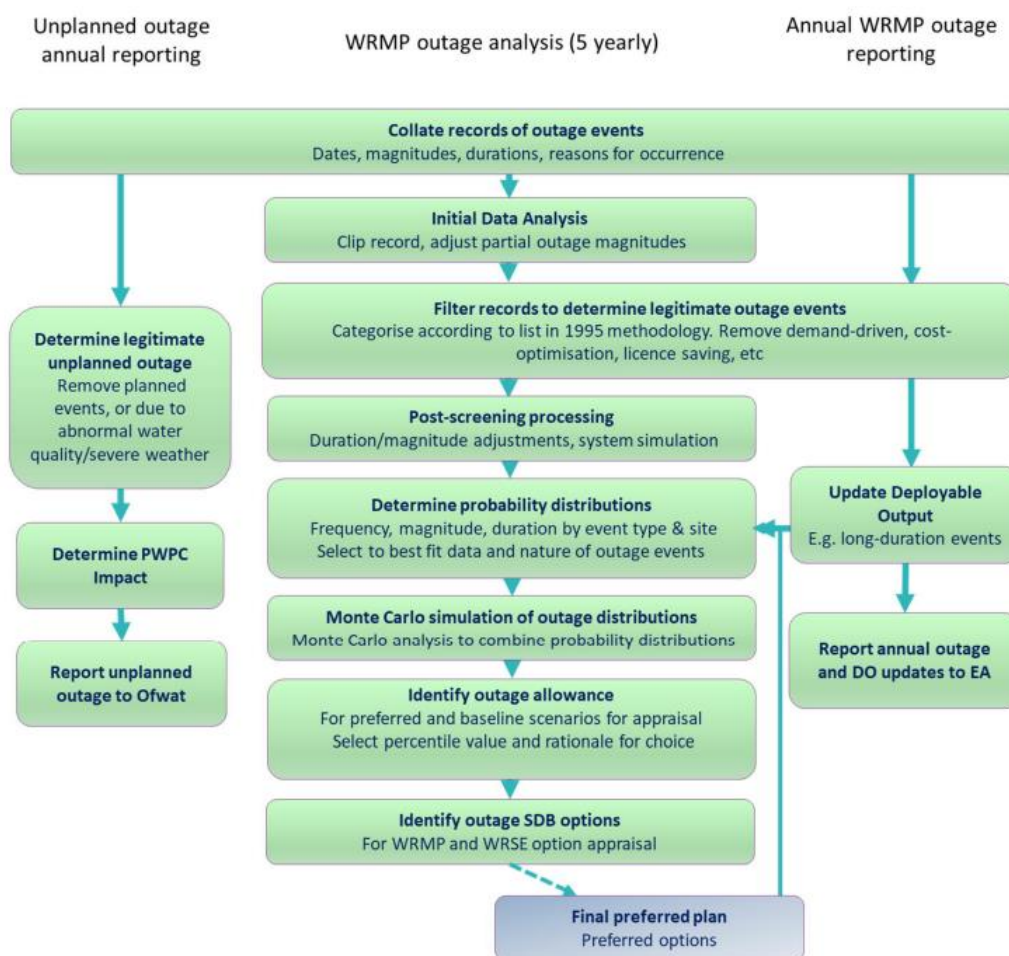 Unplanned outage
annual reporting
WRMP outage analysis (5 yearly)
Annual WRMP outage
reporting
Collate records of outage events
Dates, magnitudes, durations, reasons for occurrence
Initial Data Analysis
Clip record, adjust partial outage magnitudes
Filter records to determine legitimate outage events
Categorise according to list in 1995 methodology. Remove demand-driven, cost-
optimisation, licence saving, etc
Determine legitimate
unplanned outage
Remove planned
events, or due to
abnormal water
quality/severe weather
Post-screening processing
Duration/magnitude adjustments, system simulation
Determine probability distributions
Frequency, magnitude, duration by event type & site
Select to best fit data and nature of outage events
Update Deployable
Output
E.g. long-duration events
Determine PWPC
Impact
Monte Carlo simulation of outage distributions
Monte Carlo analysis to combine probability distributions
Report annual outage
and DO updates to EA
Report unplanned
outage to Ofwat
Identify outage allowance
For preferred and baseline scenarios for appraisal
Select percentile value and rationale for choice
Identify outage SDB options
For WRMP and WRSE option appraisal
Final preferred plan
Preferred options